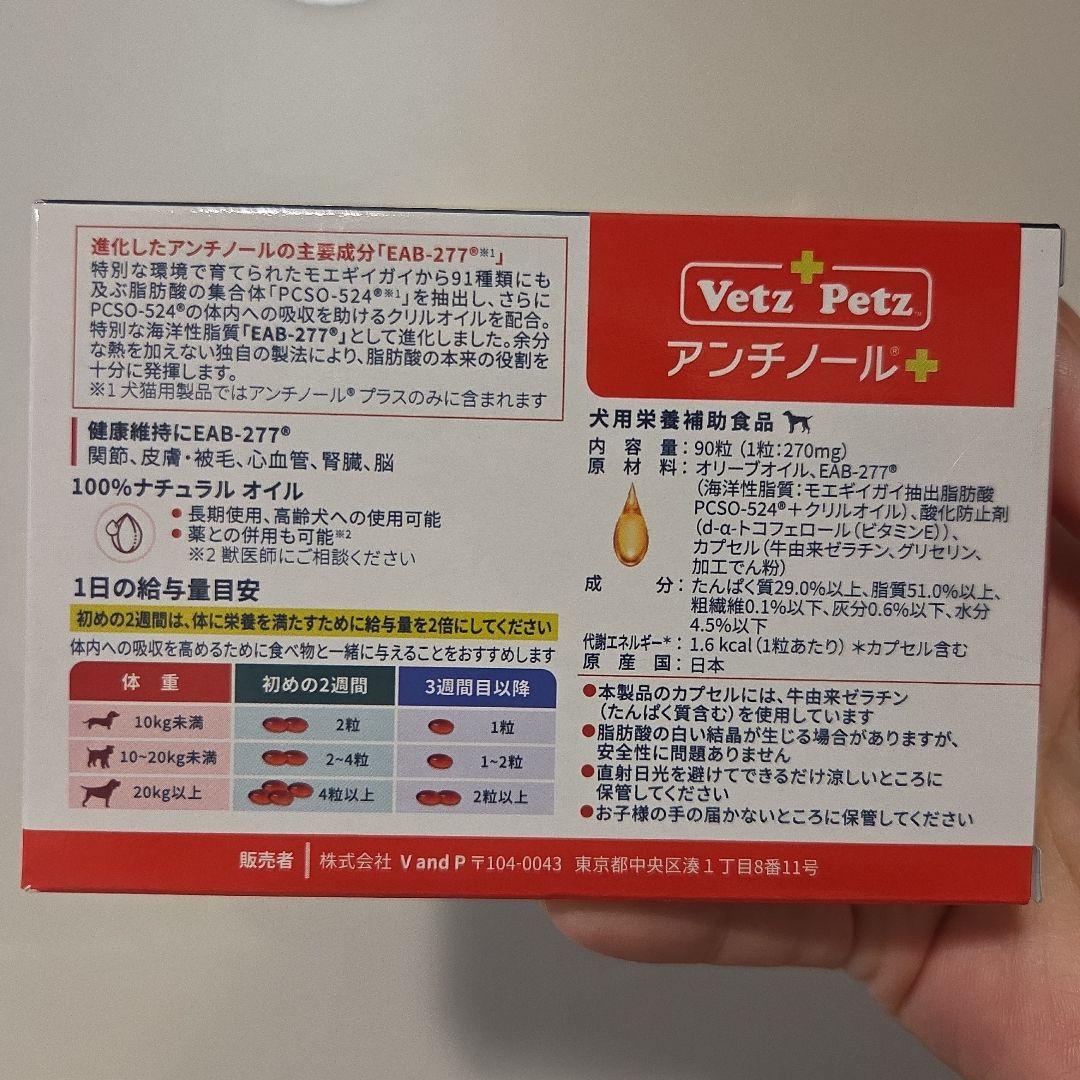 進化したアンチノールの主要成分「EAB-277®※1」
特別な環境で育てられたモエギイガイから91種類にも
及ぶ脂肪酸の集合体「PCSO-524®※1」を抽出し、さらに
PCSO-524®の体内への吸収を助けるクリルオイルを配合。
特別な海洋性脂質「EAB-277®」として進化しました。余分
な熱を加えない独自の製法により、脂肪酸の本来の役割を
十分に発揮します。
※1 犬猫用製品ではアンチノール® プラスのみに含まれます
健康維持にEAB-277®
関節、皮膚・被毛、心血管、腎臓、脳
100%ナチュラル オイル
● 長期使用、高齢犬への使用可能
● 薬との併用も可能※2
※2 獣医師にご相談ください
1日の給与量目安
初めの2週間は、体に栄養を満たすために給与量を2倍にしてください
体内への吸収を高めるために食べ物と一緒に与えることをおすすめします
体 重 初めの2週間 3週間目以降
10kg未満 2粒 1粒
10~20kg未満 2~4粒 1~2粒
20kg以上 4粒以上 2粒以上
Vetz Petz™
アンチノール®
犬用栄養補助食品
内容量：90粒（1粒：270mg）
原材料：オリーブオイル、EAB-277®
（海洋性脂質：モエギイガイ抽出脂肪酸
PCSO-524®＋クリルオイル）、酸化防止剤
（d-α-トコフェロール（ビタミンE））、
カプセル（牛由来ゼラチン、グリセリン、
加工でん粉）
成分：たんぱく質29.0%以上、脂質51.0%以上、
粗繊維0.1%以下、灰分0.6%以下、水分
4.5%以下
代謝エネルギー*：1.6 kcal（1粒あたり）＊カプセル含む
原産国：日本
●本製品のカプセルには、牛由来ゼラチン
（たんぱく質含む）を使用しています
●脂肪酸の白い結晶が生じる場合がありますが、
安全性に問題ありません
●直射日光を避けてできるだけ涼しいところに
保管してください
●お子様の手の届かないところに保管してください
販売者 株式会社 V and P 〒104-0043 東京都中央区湊1丁目8番11号